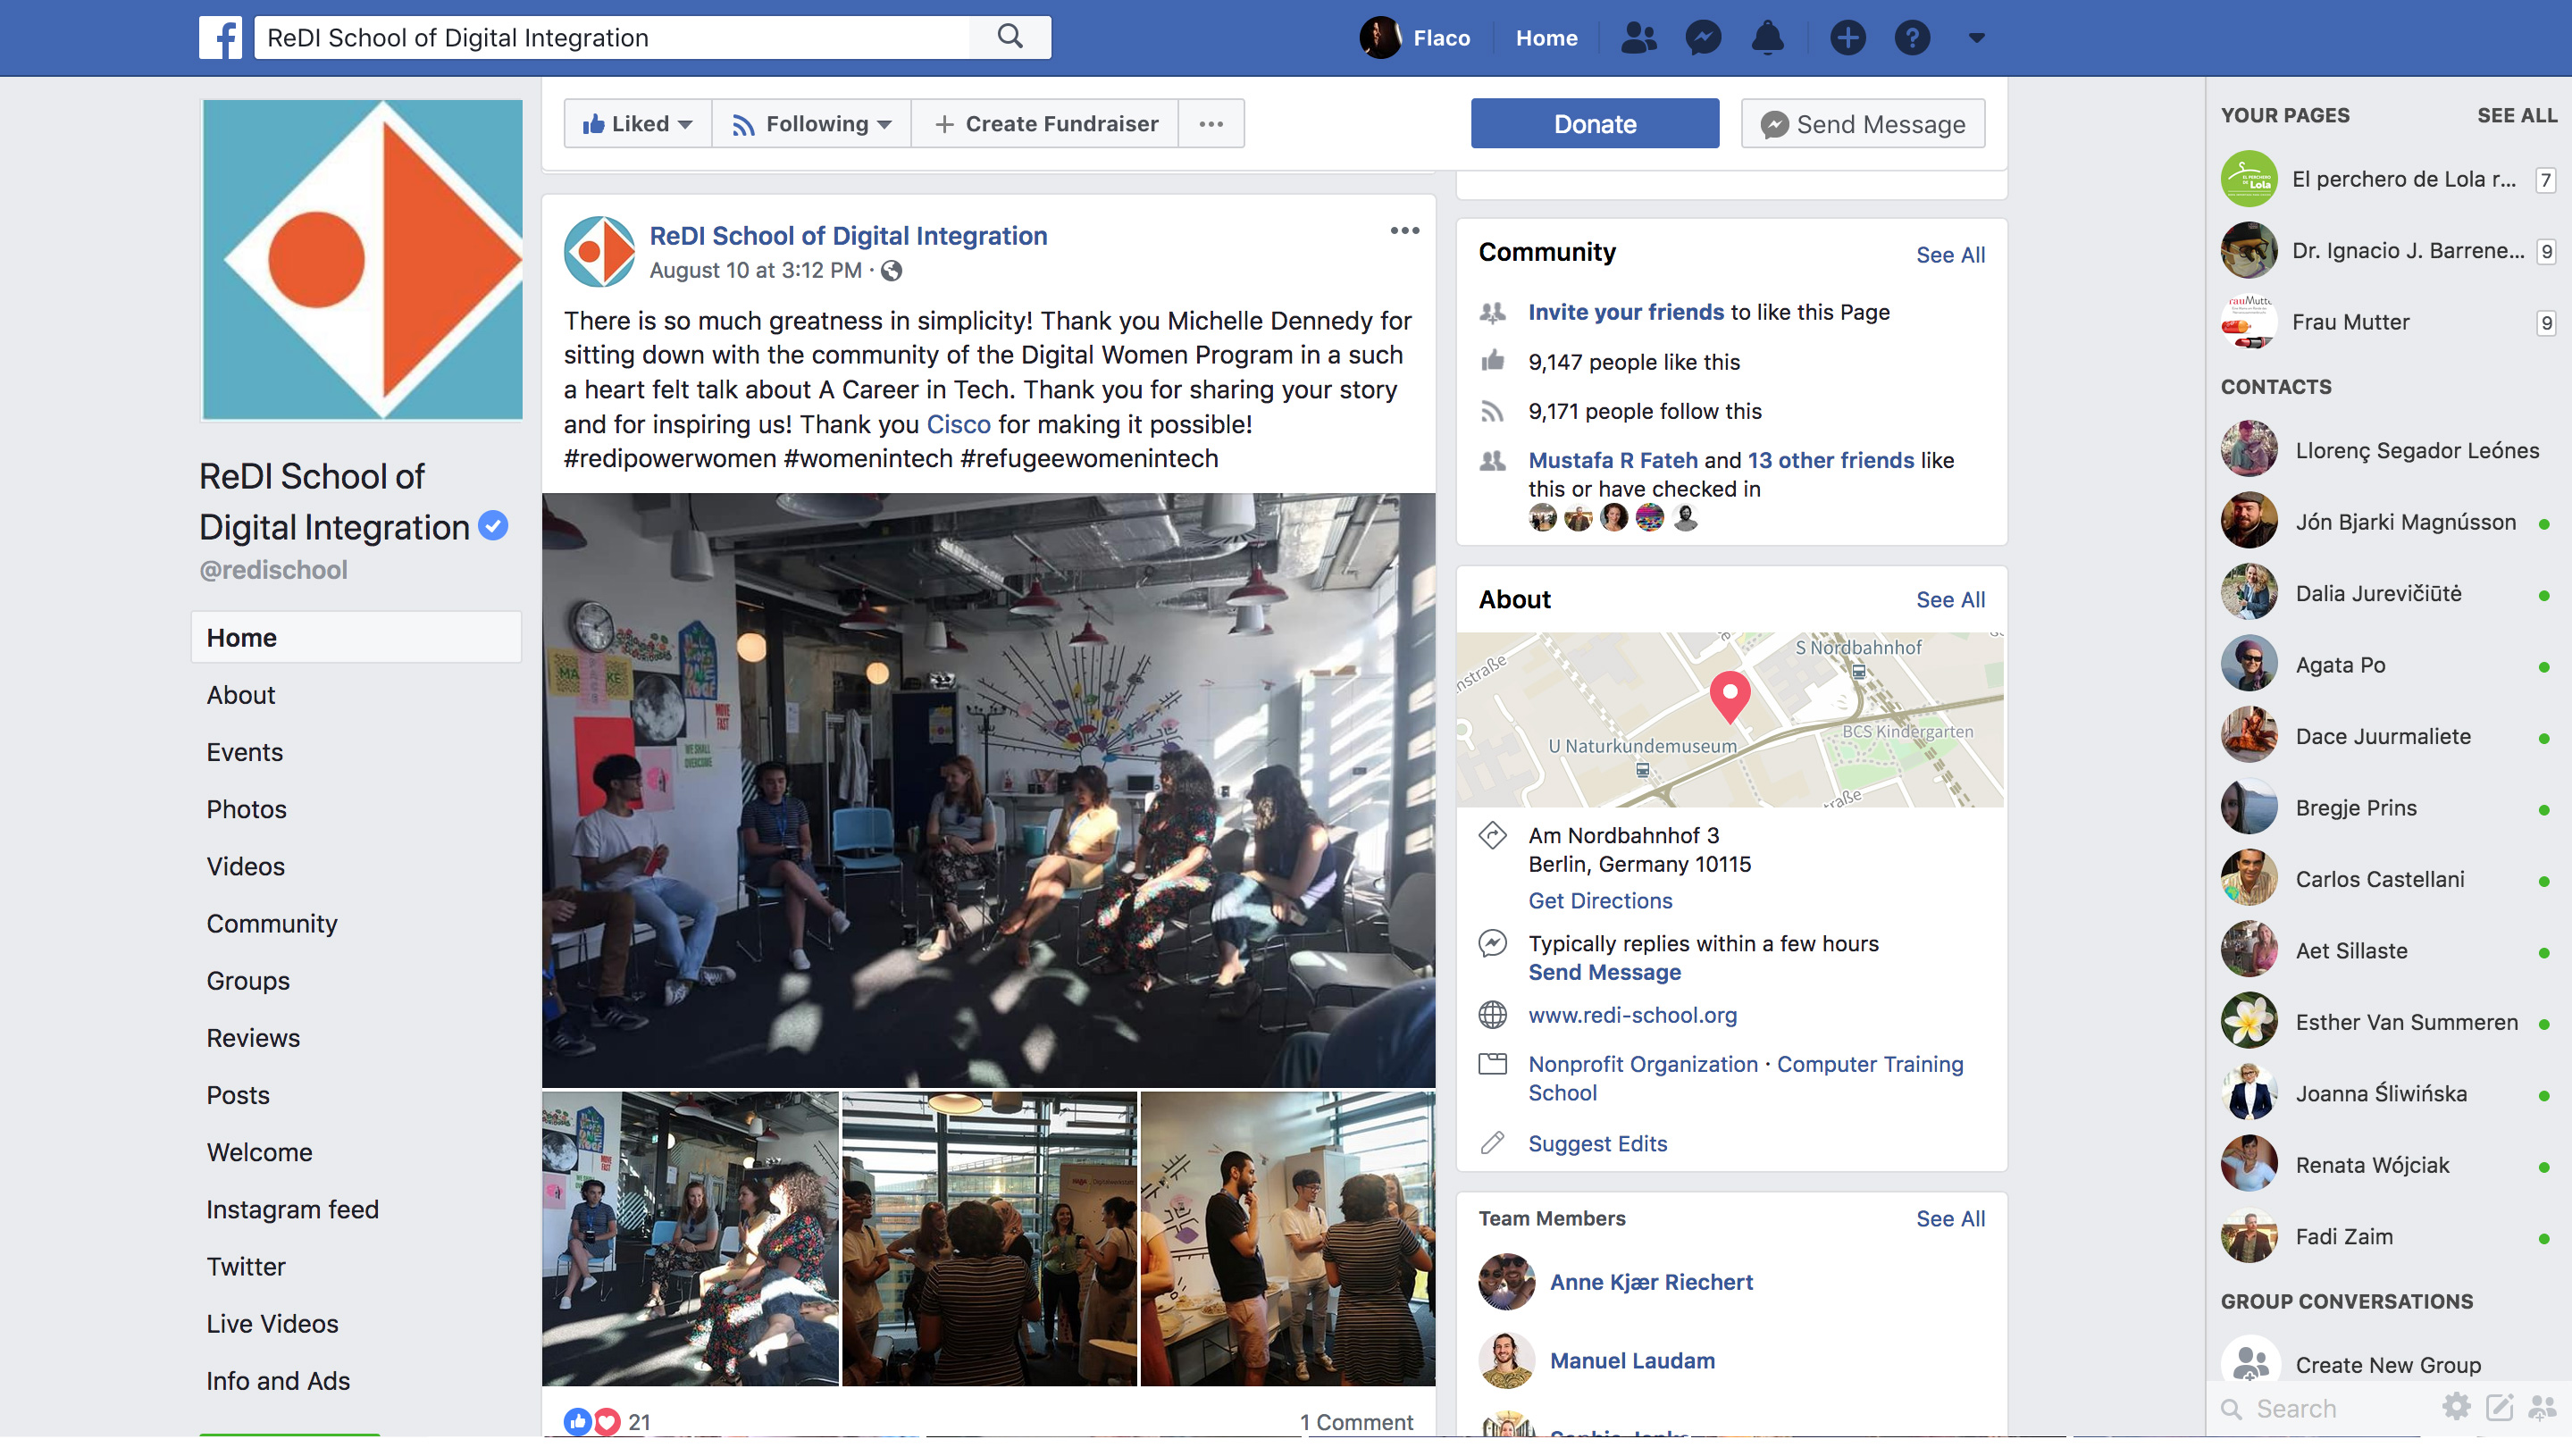 ReDI School of Digital Integration
Flaco
Home
Liked
Following
Create Fundraiser
Donate
Send Message
ReDI School of
Digital Integration
@redischool
Home
About
Events
Photos
Videos
Community
Groups
Reviews
Posts
Welcome
Instagram feed
Twitter
Live Videos
Info and Ads
ReDI School of Digital Integration
August 10 at 3:12 PM ·
There is so much greatness in simplicity! Thank you Michelle Dennedy for
sitting down with the community of the Digital Women Program in a such
a heart felt talk about A Career in Tech. Thank you for sharing your story
and for inspiring us! Thank you Cisco for making it possible!
#redipowerwomen #womenintech #refugeewomenintech
MOVE
FAST
WE SHALL
OVERCOME
21
1 Comment
Community
See All
Invite your friends to like this Page
9,147 people like this
9,171 people follow this
Mustafa R Fateh and 13 other friends like
this or have checked in
About
See All
S Nordbahnhof
nstraße
U Naturkundemuseum
BCS Kindergarten
traße
Am Nordbahnhof 3
Berlin, Germany 10115
Get Directions
Typically replies within a few hours
Send Message
www.redi-school.org
Nonprofit Organization · Computer Training
School
Suggest Edits
Team Members
See All
Anne Kjær Riechert
Manuel Laudam
YOUR PAGES
SEE ALL
El perchero de Lola r... 7
Dr. Ignacio J. Barrene... 9
Frau Mutter 9
CONTACTS
Llorenç Segador Leónes
Jón Bjarki Magnússon
Dalia Jurevičiūtė
Agata Po
Dace Juurmaliete
Bregje Prins
Carlos Castellani
Aet Sillaste
Esther Van Summeren
Joanna Śliwińska
Renata Wójciak
Fadi Zaim
GROUP CONVERSATIONS
Create New Group
Search